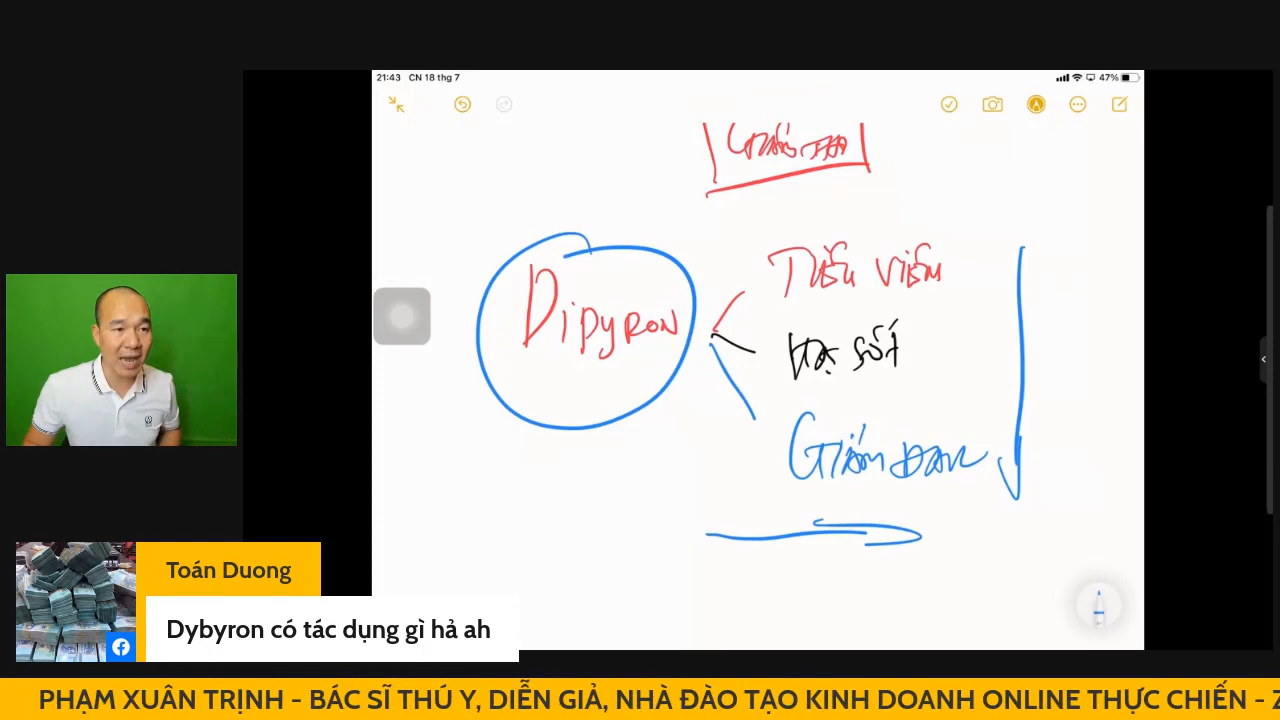 21:43 CN 18 thg 7
47%
DiPyRON
Tiêu viêm
Hạ sốt
Giảm đau
Toán Duong
Dybyron có tác dụng gì hả ah
PHẠM XUÂN TRỊNH - BÁC SĨ THÚ Y, DIỄN GIẢ, NHÀ ĐÀO TẠO KINH DOANH ONLINE THỰC CHIẾN - Z